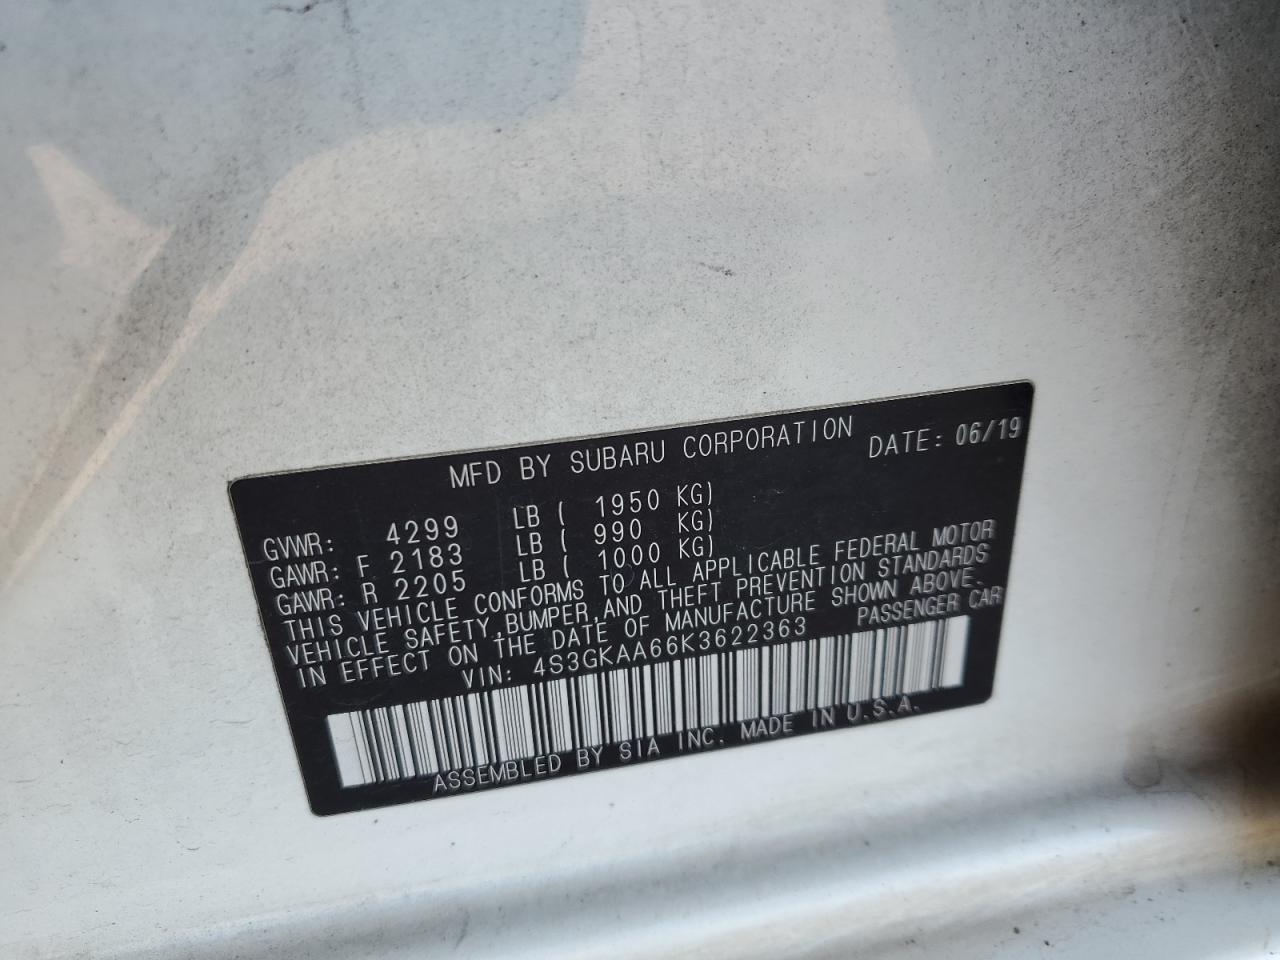 MFD BY SUBARU CORPORATION DATE: 06/19
GVWR: 4299 LB ( 1950 KG)
GAWR: F 2183 LB ( 990 KG)
GAWR: R 2205 LB ( 1000 KG)
THIS VEHICLE CONFORMS TO ALL APPLICABLE FEDERAL MOTOR
VEHICLE SAFETY,BUMPER,AND THEFT PREVENTION STANDARDS
IN EFFECT ON THE DATE OF MANUFACTURE SHOWN ABOVE.
VIN: 4S3GKAA66K3622363 PASSENGER CAR
ASSEMBLED BY SIA INC. MADE IN U.S.A.